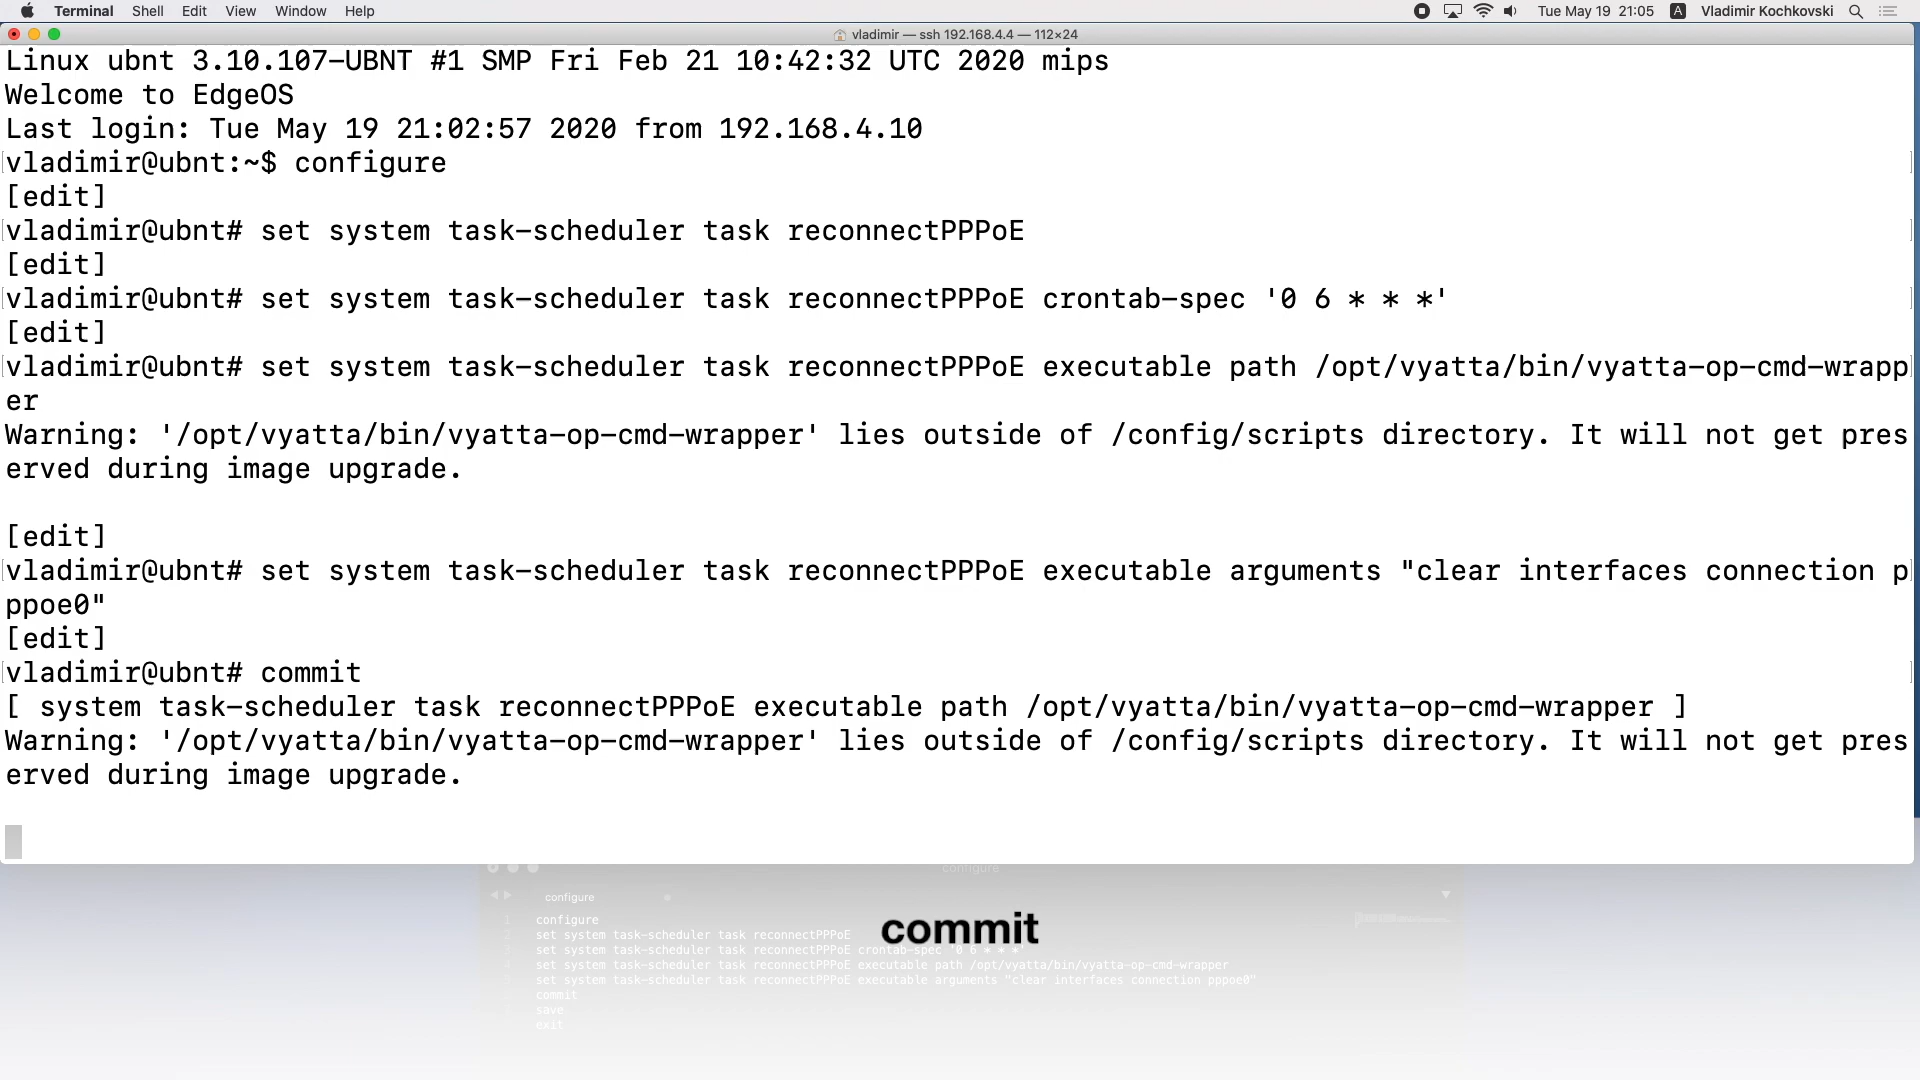 Terminal Shell Edit View Window Help Tue May 19 21:05 A Vladimir Kochkovski
vladimir — ssh 192.168.4.4 — 112×24
Linux ubnt 3.10.107-UBNT #1 SMP Fri Feb 21 10:42:32 UTC 2020 mips
Welcome to EdgeOS
Last login: Tue May 19 21:02:57 2020 from 192.168.4.10
vladimir@ubnt:~$ configure
[edit]
vladimir@ubnt# set system task-scheduler task reconnectPPPoE
[edit]
vladimir@ubnt# set system task-scheduler task reconnectPPPoE crontab-spec '0 6 * * *'
[edit]
vladimir@ubnt# set system task-scheduler task reconnectPPPoE executable path /opt/vyatta/bin/vyatta-op-cmd-wrapp
er
Warning: '/opt/vyatta/bin/vyatta-op-cmd-wrapper' lies outside of /config/scripts directory. It will not get pres
erved during image upgrade.
[edit]
vladimir@ubnt# set system task-scheduler task reconnectPPPoE executable arguments "clear interfaces connection p
ppoe0"
[edit]
vladimir@ubnt# commit
[ system task-scheduler task reconnectPPPoE executable path /opt/vyatta/bin/vyatta-op-cmd-wrapper ]
Warning: '/opt/vyatta/bin/vyatta-op-cmd-wrapper' lies outside of /config/scripts directory. It will not get pres
erved during image upgrade.
configure
configure
configure
set system task-scheduler task reconnectPPPoE
set system task-scheduler task reconnectPPPoE crontab-spec '0 6 * * *'
set system task-scheduler task reconnectPPPoE executable path /opt/vyatta/bin/vyatta-op-cmd-wrapper
set system task-scheduler task reconnectPPPoE executable arguments "clear interfaces connection pppoe0"
commit
save
exit
commit